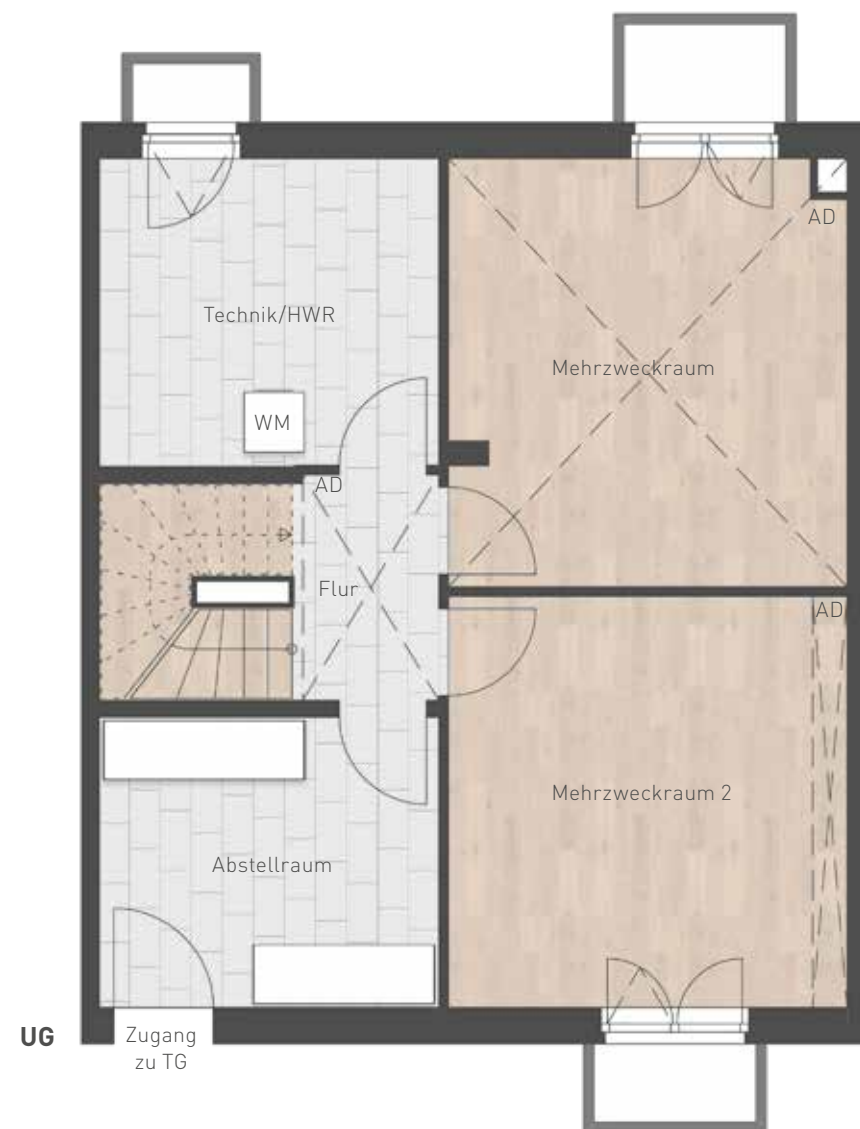 AD
Technik/HWR
Mehrzweckraum
WM
AD
Flur
AD
Mehrzweckraum 2
Abstellraum
UG
Zugang
zu TG